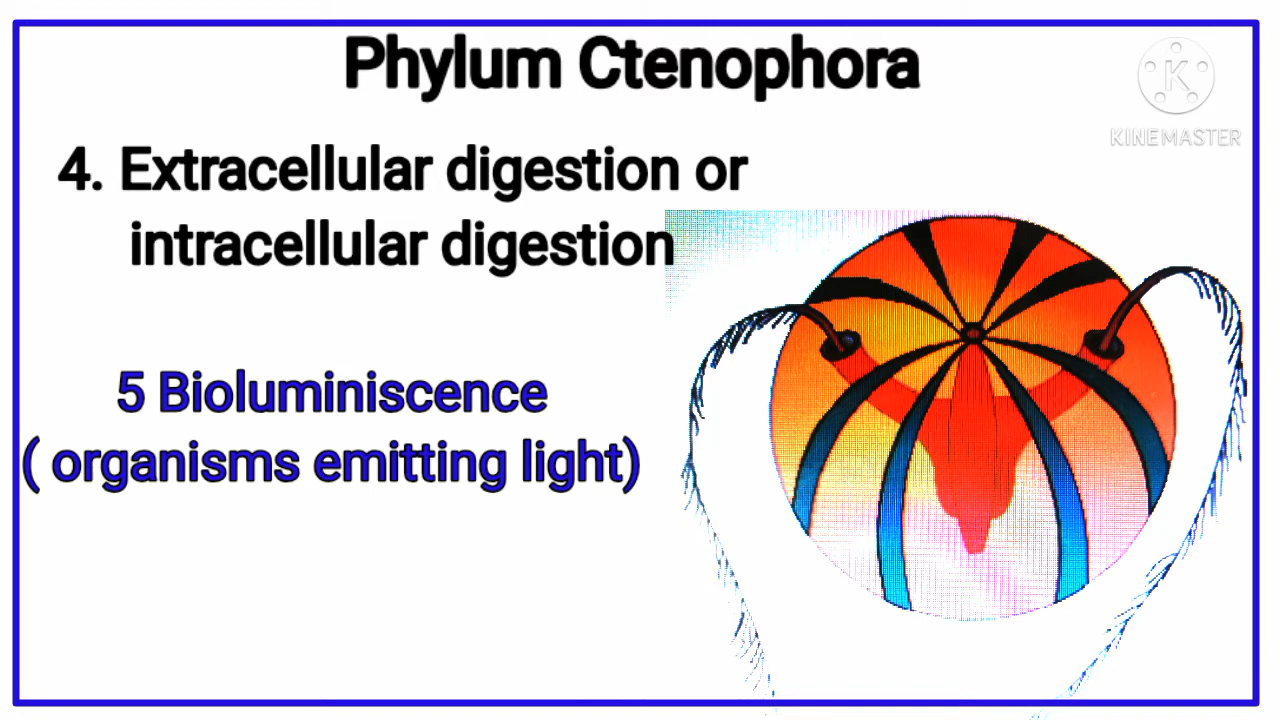 Phylum Ctenophora
K
KINEMASTER
4. Extracellular digestion or
intracellular digestion
5 Bioluminiscence
( organisms emitting light)